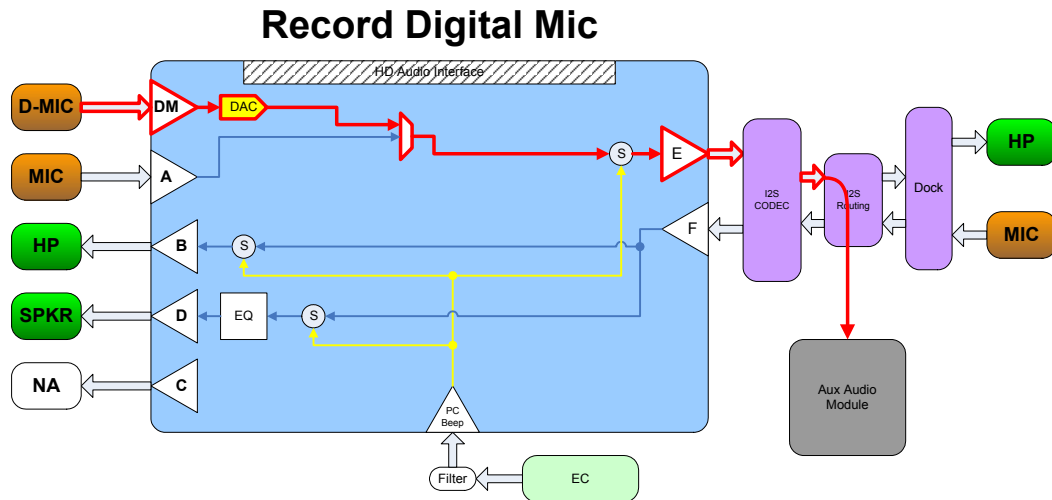 Record Digital Mic
HD Audio Interface
D-MIC
DM
DAC
MIC
A
S
E
HP
B
S
F
SPKR
D
EQ
S
NA
C
PC
Beep
Filter
EC
I2S
CODEC
I2S
Routing
Dock
HP
MIC
Aux Audio
Module